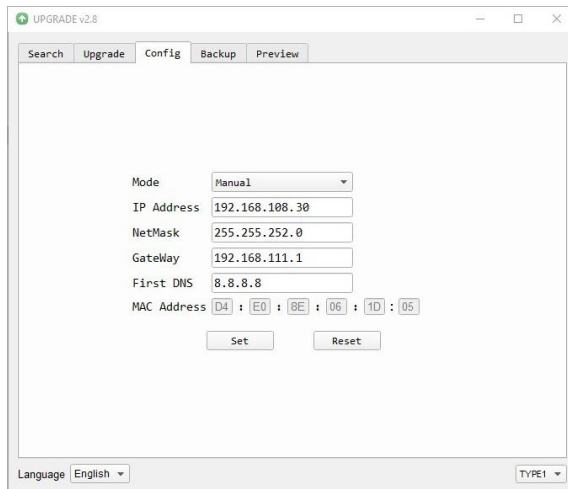 UPGRADE v2.8
Search Upgrade Config Backup Preview
Mode Manual
IP Address 192.168.108.30
NetMask 255.255.252.0
GateWay 192.168.111.1
First DNS 8.8.8.8
MAC Address D4 : E0 : 8E : 06 : 1D : 05
Set Reset
Language English TYPE1